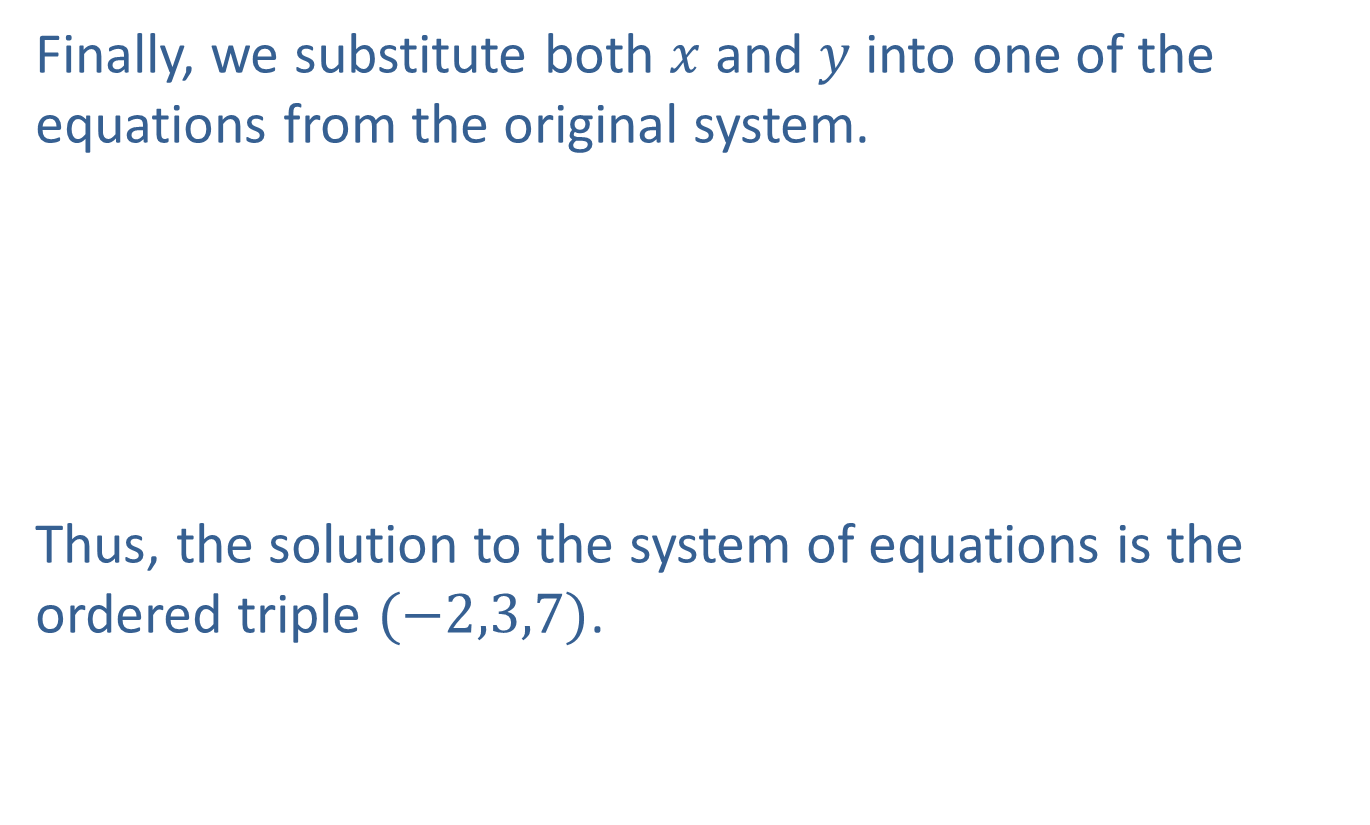 Finally, we substitute both x and y into one of the
equations from the original system.
Thus, the solution to the system of equations is the
ordered triple (−2,3,7).